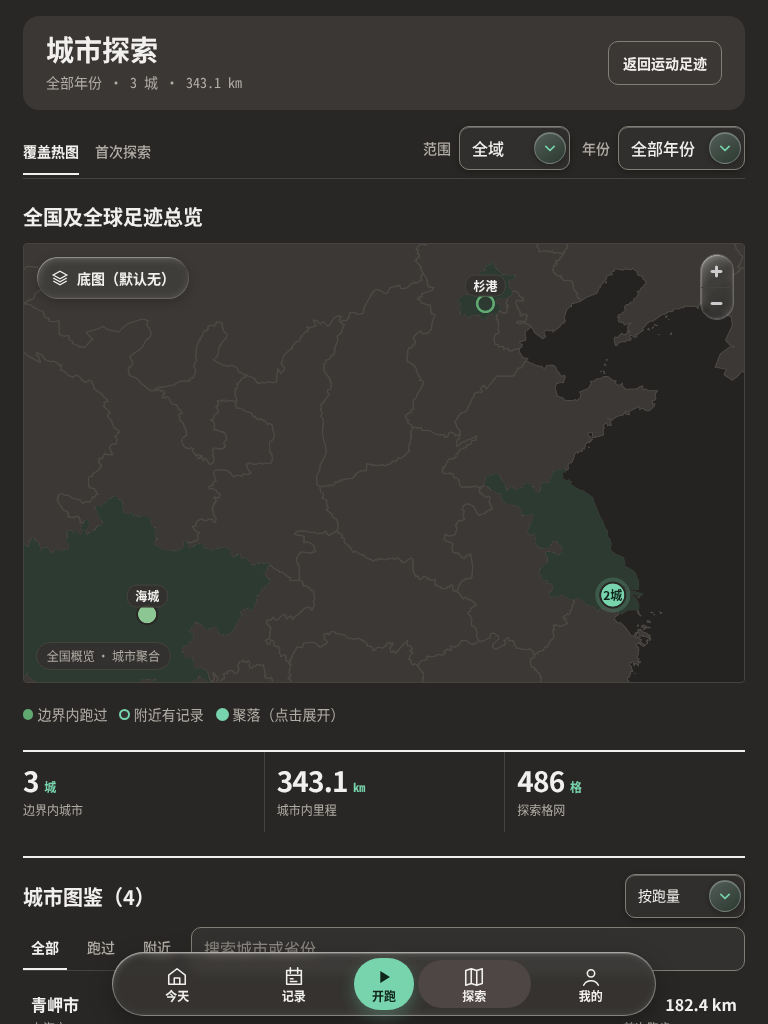 城市探索
全部年份 · 3 城 · 343.1 km
返回运动足迹
覆盖热图 首次探索 范围 全域 年份 全部年份
全国及全球足迹总览
底图（默认无）
杉港
海城
2城
全国概览 · 城市聚合
边界内跑过 附近有记录 聚落（点击展开）
3 城 343.1 km 486 格
边界内城市 城市内里程 探索格网
城市图鉴（4） 按跑量
全部 跑过 附近 搜索城市或省份
今天 记录 开跑 探索 我的
青岬市 182.4 km